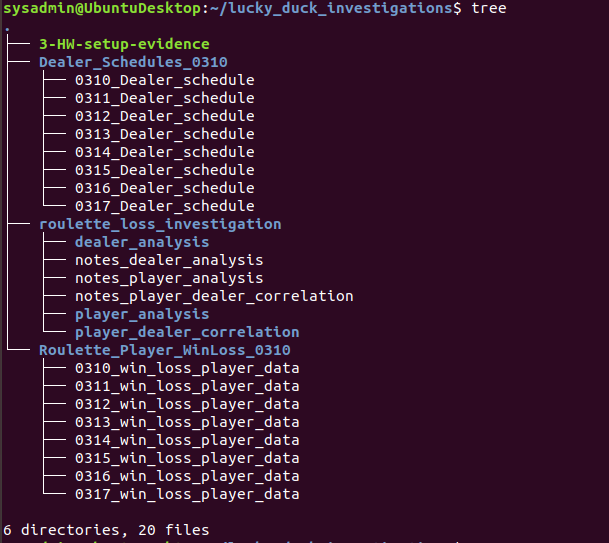 sysadmin@UbuntuDesktop:~/lucky_duck_investigations$ tree
.
├── 3-HW-setup-evidence
├── Dealer_Schedules_0310
│   ├── 0310_Dealer_schedule
│   ├── 0311_Dealer_schedule
│   ├── 0312_Dealer_schedule
│   ├── 0313_Dealer_schedule
│   ├── 0314_Dealer_schedule
│   ├── 0315_Dealer_schedule
│   ├── 0316_Dealer_schedule
│   └── 0317_Dealer_schedule
├── roulette_loss_investigation
│   ├── dealer_analysis
│   ├── notes_dealer_analysis
│   ├── notes_player_analysis
│   ├── notes_player_dealer_correlation
│   ├── player_analysis
│   └── player_dealer_correlation
└── Roulette_Player_WinLoss_0310
    ├── 0310_win_loss_player_data
    ├── 0311_win_loss_player_data
    ├── 0312_win_loss_player_data
    ├── 0313_win_loss_player_data
    ├── 0314_win_loss_player_data
    ├── 0315_win_loss_player_data
    ├── 0316_win_loss_player_data
    └── 0317_win_loss_player_data
6 directories, 20 files